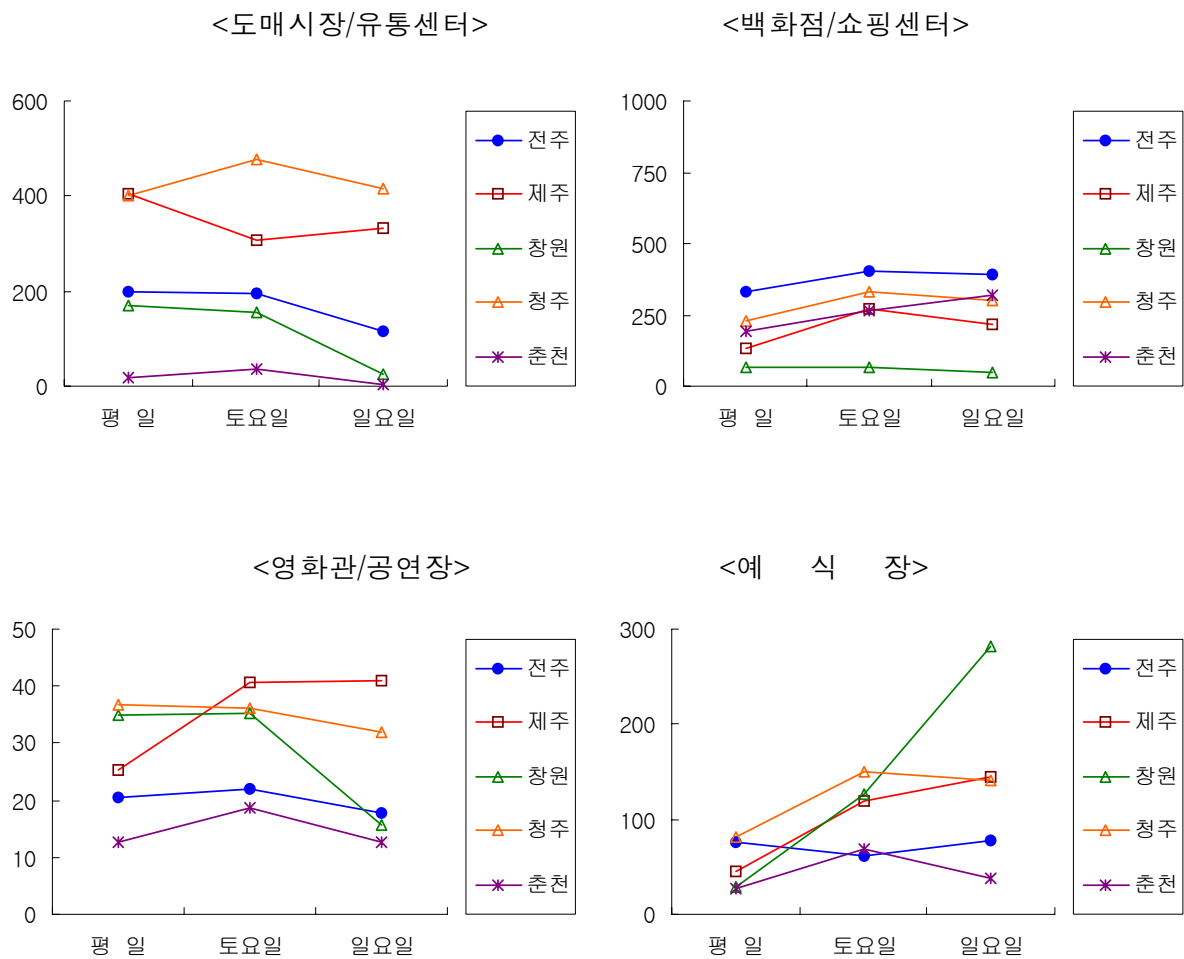 <도매시장/유통센터>
600
400
200
0
평 일
토요일
일요일
전주
제주
창원
청주
춘천
<백화점/쇼핑센터>
1000
750
500
250
0
평 일
토요일
일요일
전주
제주
창원
청주
춘천
<영화관/공연장>
50
40
30
20
10
0
평 일
토요일
일요일
전주
제주
창원
청주
춘천
<예 식 장>
300
200
100
0
평 일
토요일
일요일
전주
제주
창원
청주
춘천